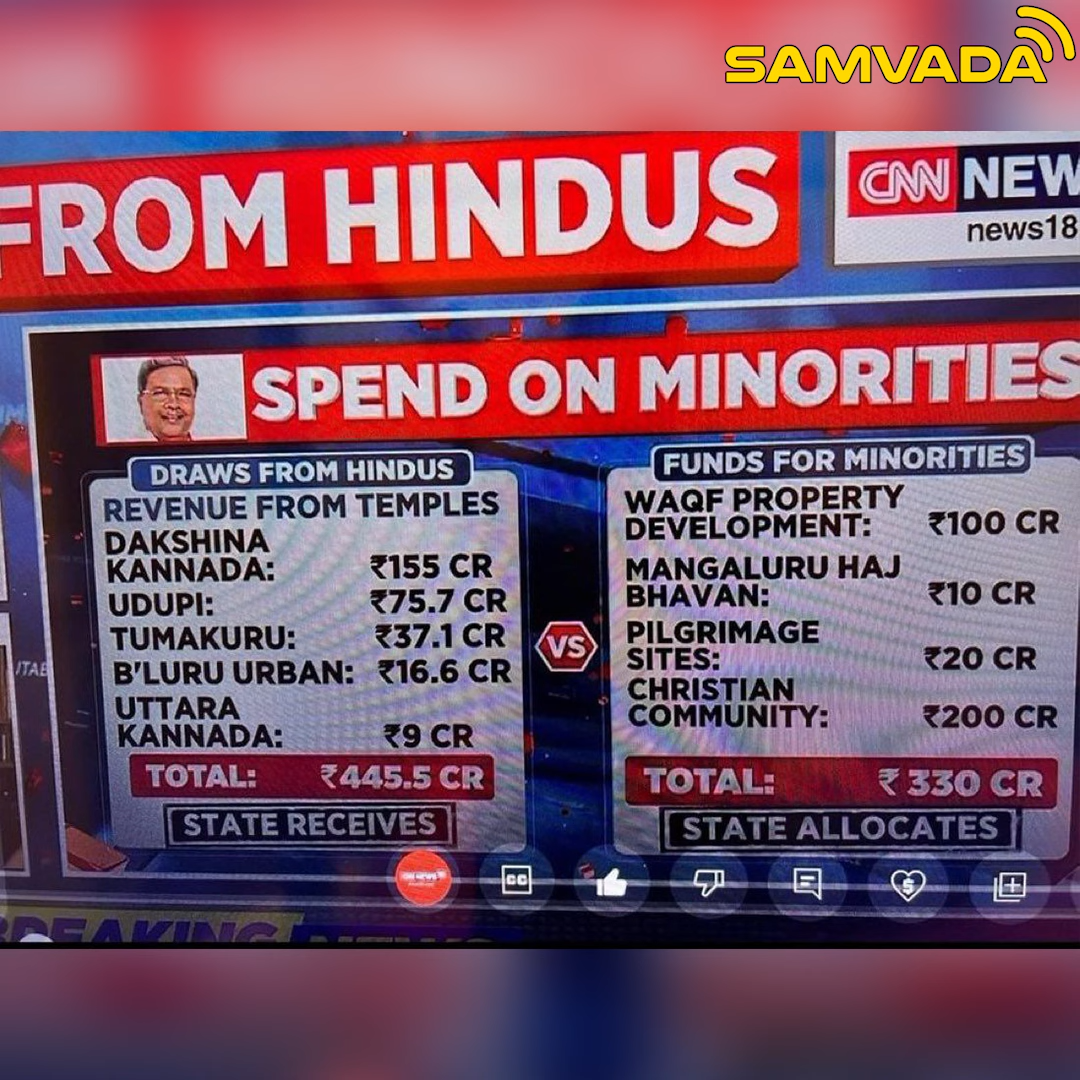 SAMVADA
FROM HINDUS
CNN NEW
news18
SPEND ON MINORITIES
DRAWS FROM HINDUS
REVENUE FROM TEMPLES
DAKSHINA
KANNADA: ₹155 CR
UDUPI: ₹75.7 CR
TUMAKURU: ₹37.1 CR
B'LURU URBAN: ₹16.6 CR
UTTARA
KANNADA: ₹9 CR
TOTAL: ₹445.5 CR
STATE RECEIVES
VS
FUNDS FOR MINORITIES
WAQF PROPERTY
DEVELOPMENT: ₹100 CR
MANGALURU HAJ
BHAVAN: ₹10 CR
PILGRIMAGE
SITES: ₹20 CR
CHRISTIAN
COMMUNITY: ₹200 CR
TOTAL: ₹330 CR
STATE ALLOCATES
CC
BREAKING NEWS